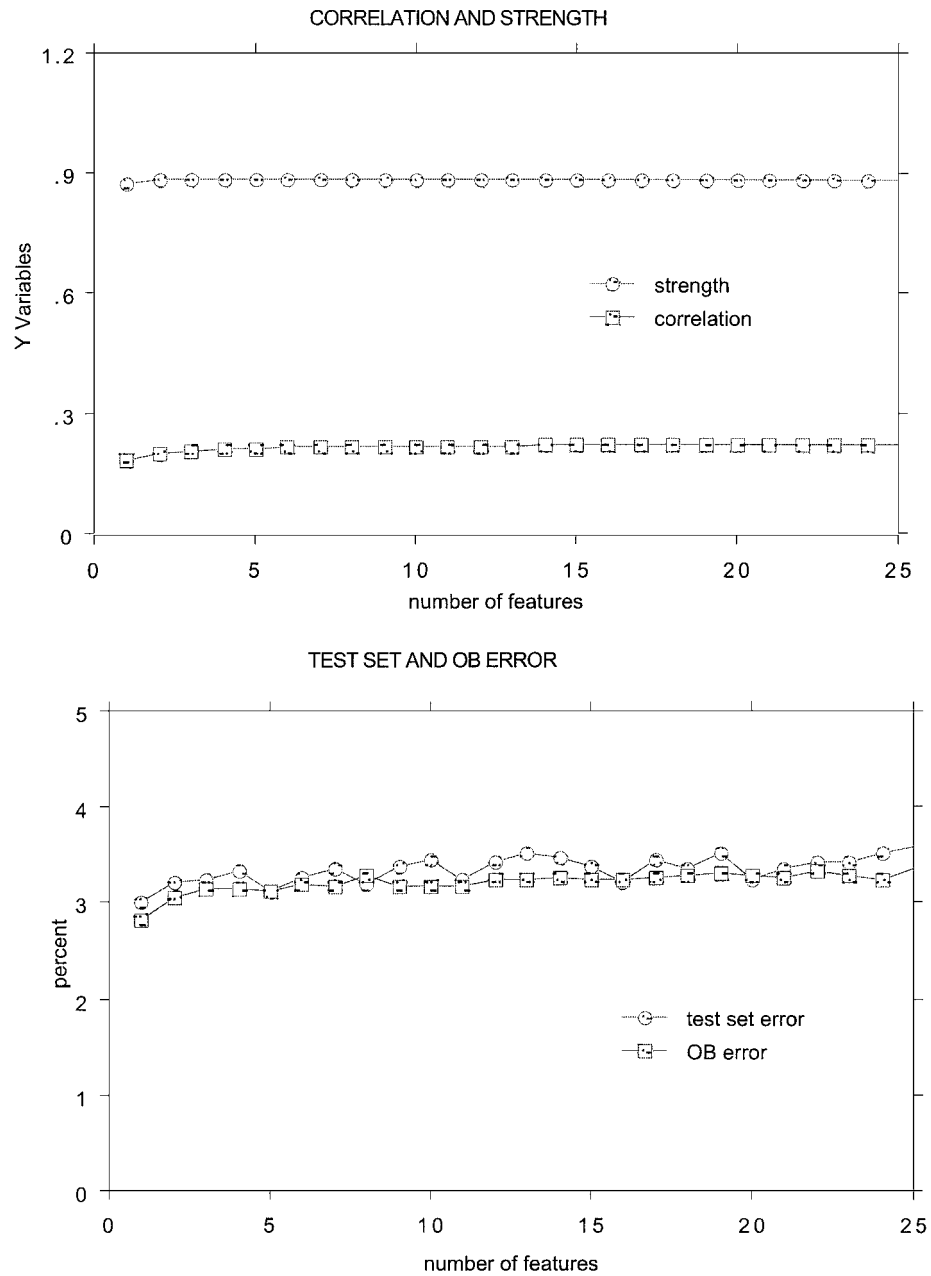 CORRELATION AND STRENGTH
1.2
.9
.6
.3
0
Y Variables
strength
correlation
0 5 10 15 20 25
number of features
TEST SET AND OB ERROR
5
4
3
2
1
0
percent
test set error
OB error
0 5 10 15 20 25
number of features